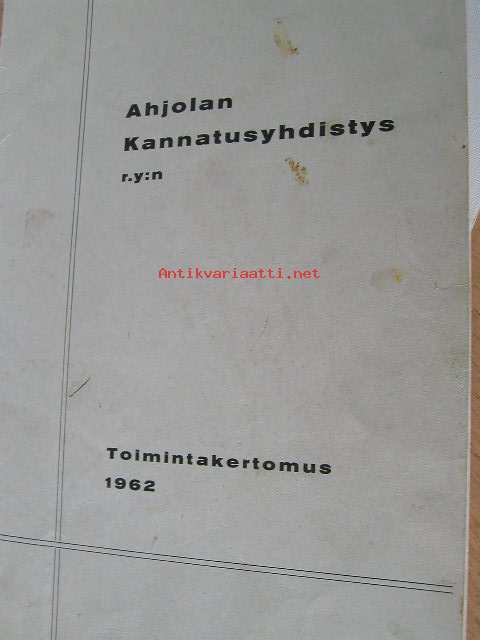 Ahjolan
Kannatusyhdistys
r.y:n
Antikvariaatti.net
Toimintakertomus
1962